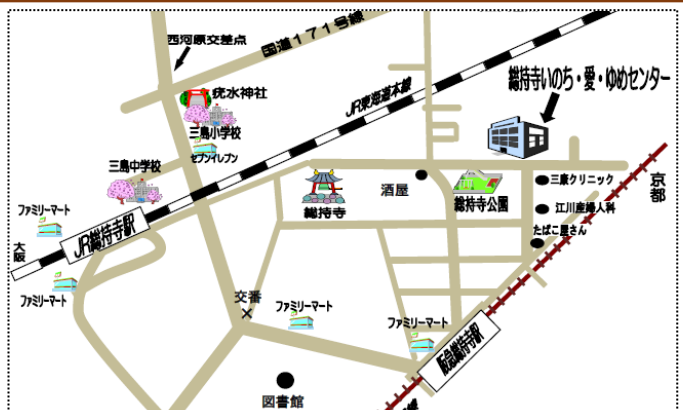 西河原交差点
国道171号線
疣水神社
JR東海道本線
総持寺いのち・愛・ゆめセンター
三島小学校
セブンイレブン
三島中学校
総持寺
酒屋
総持寺公園
三康クリニック
京都
江川産婦人科
たばこ屋さん
ファミリーマート
JR総持寺駅
大阪
ファミリーマート
交番
ファミリーマート
ファミリーマート
阪急総持寺駅
図書館